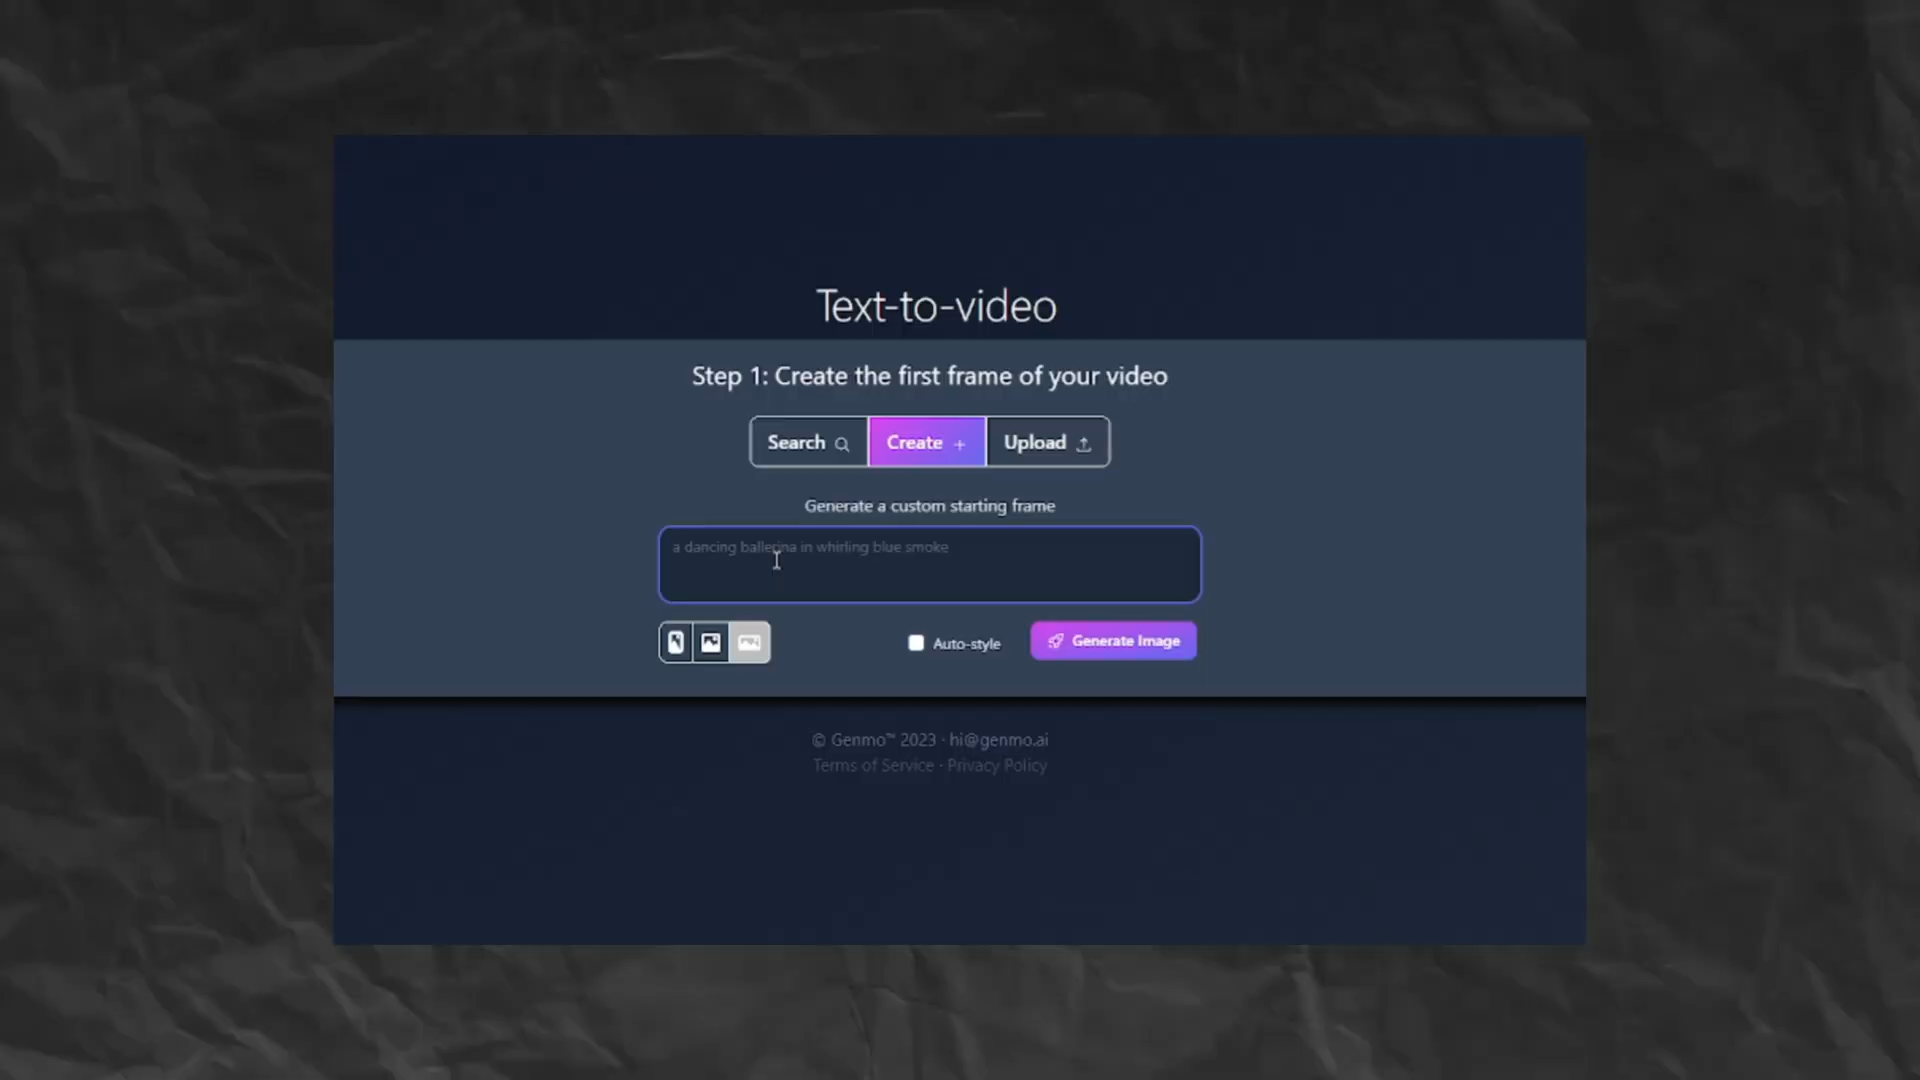 Text-to-video
Step 1: Create the first frame of your video
Search
Create +
Upload
Generate a custom starting frame
a dancing ballerina in whirling blue smoke
Auto-style
Generate Image
© Genmo™ 2023 · hi@genmo.ai
Terms of Service · Privacy Policy